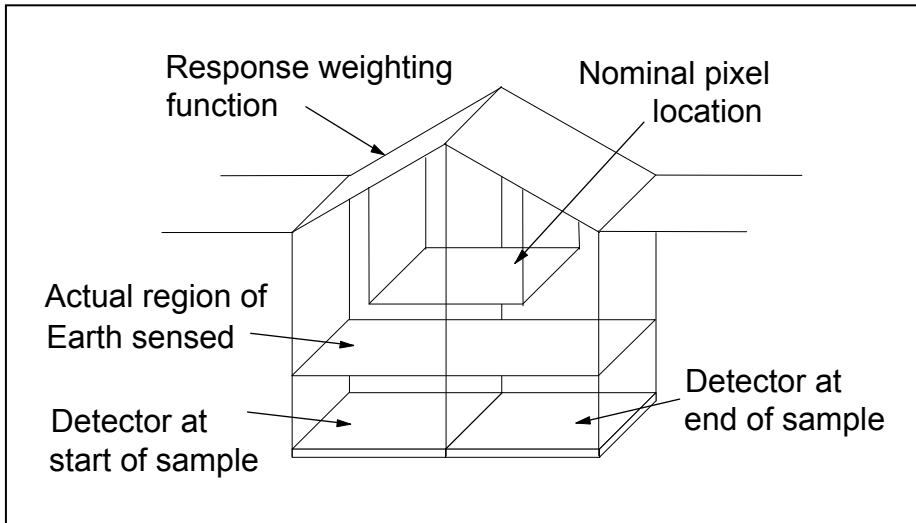 Response weighting
function
Nominal pixel
location
Actual region of
Earth sensed
Detector at
start of sample
Detector at
end of sample